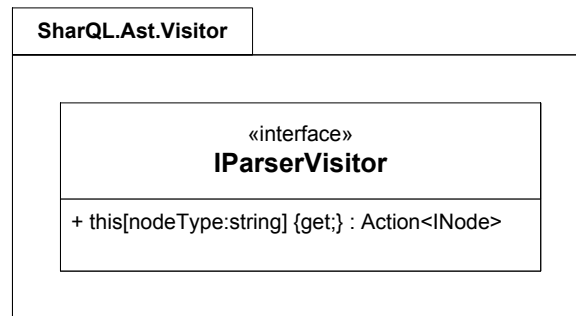 SharQL.Ast.Visitor
«interface»
IParserVisitor
+ this[nodeType:string] {get;} : Action<INode>